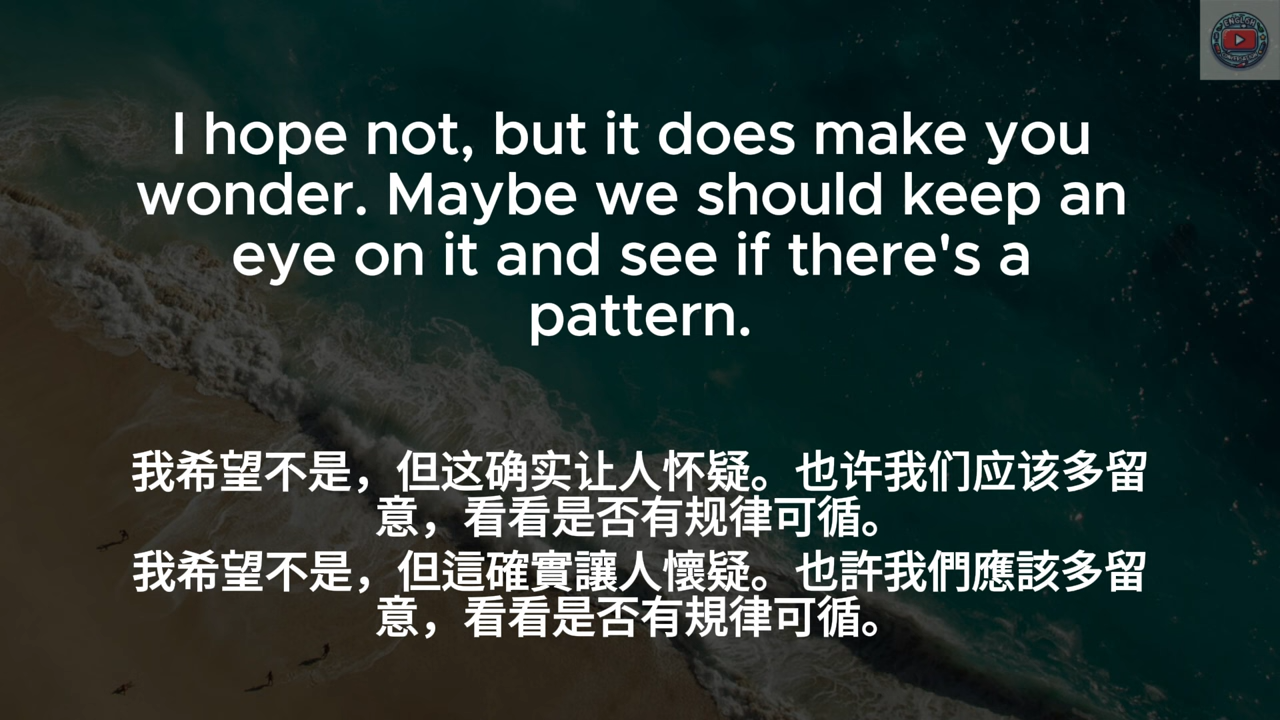 I hope not, but it does make you
wonder. Maybe we should keep an
eye on it and see if there's a
pattern.
我希望不是，但这确实让人怀疑。也许我们应该多留
意，看看是否有规律可循。
我希望不是，但這確實讓人懷疑。也許我們應該多留
意，看看是否有規律可循。